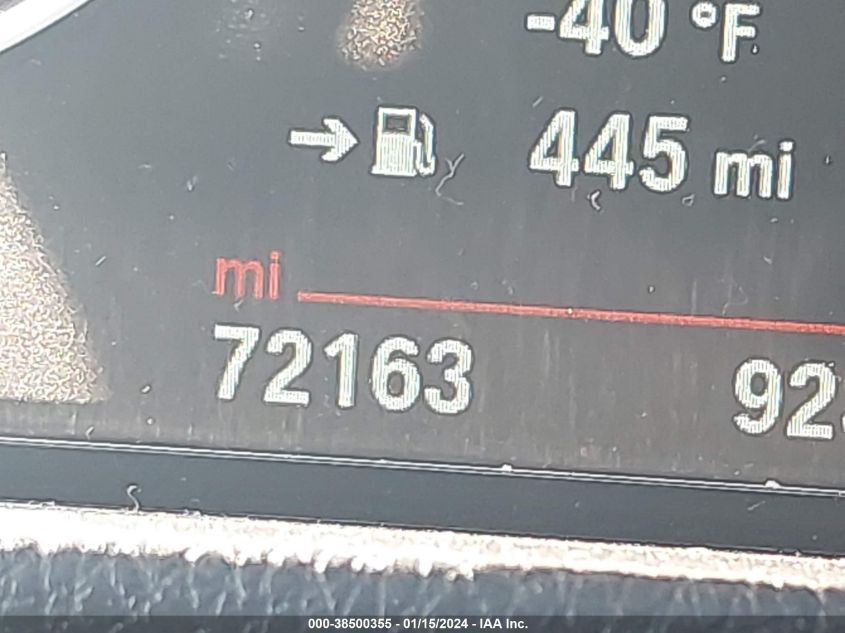 -40 °F
445 mi
mi
72163
000-38500355 - 01/15/2024 - IAA Inc.